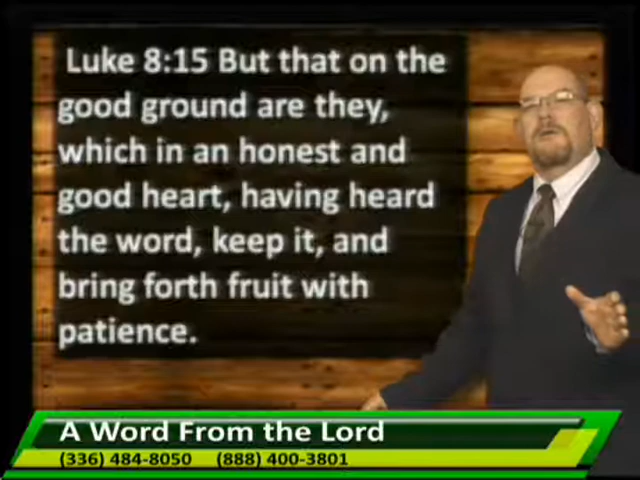 Luke 8:15 But that on the
good ground are they,
which in an honest and
good heart, having heard
the word, keep it, and
bring forth fruit with
patience.
A Word From the Lord
(336) 484-8050 (888) 400-3801